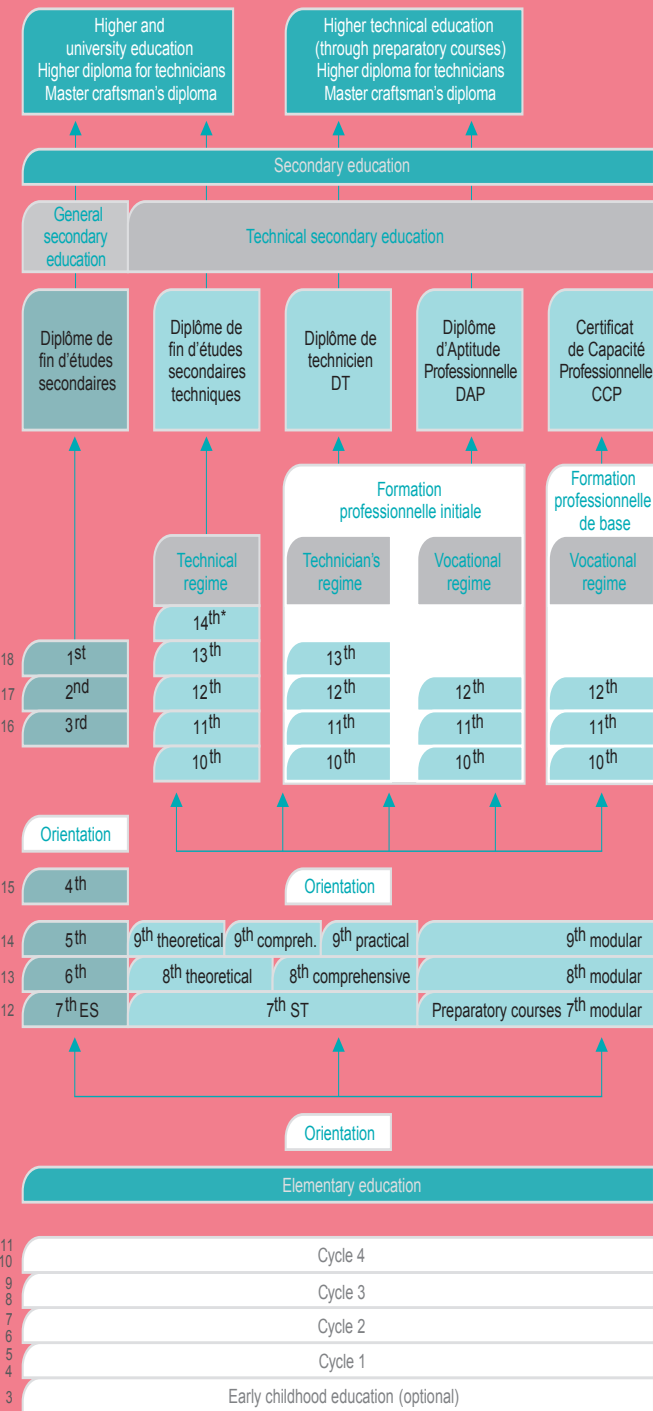 Higher and
university education
Higher diploma for technicians
Master craftsman's diploma
Higher technical education
(through preparatory courses)
Higher diploma for technicians
Master craftsman's diploma
Secondary education
General
secondary
education
Technical secondary education
Diplôme de
fin d'études
secondaires
Diplôme de
fin d'études
secondaires
techniques
Diplôme de
technicien
DT
Diplôme
d'Aptitude
Professionnelle
DAP
Certificat
de Capacité
Professionnelle
CCP
Formation
professionnelle initiale
Formation
professionnelle
de base
Technical
regime
Technician's
regime
Vocational
regime
Vocational
regime
14th*
18 1st 13th 13th
17 2nd 12th 12th 12th 12th
16 3rd 11th 11th 11th 11th
10th 10th 10th 10th
Orientation
15 4th Orientation
14 5th 9th theoretical 9th compreh. 9th practical 9th modular
13 6th 8th theoretical 8th comprehensive 8th modular
12 7th ES 7th ST Preparatory courses 7th modular
Orientation
Elementary education
11
10
Cycle 4
9
8
Cycle 3
7
6
Cycle 2
5
4
Cycle 1
3 Early childhood education (optional)